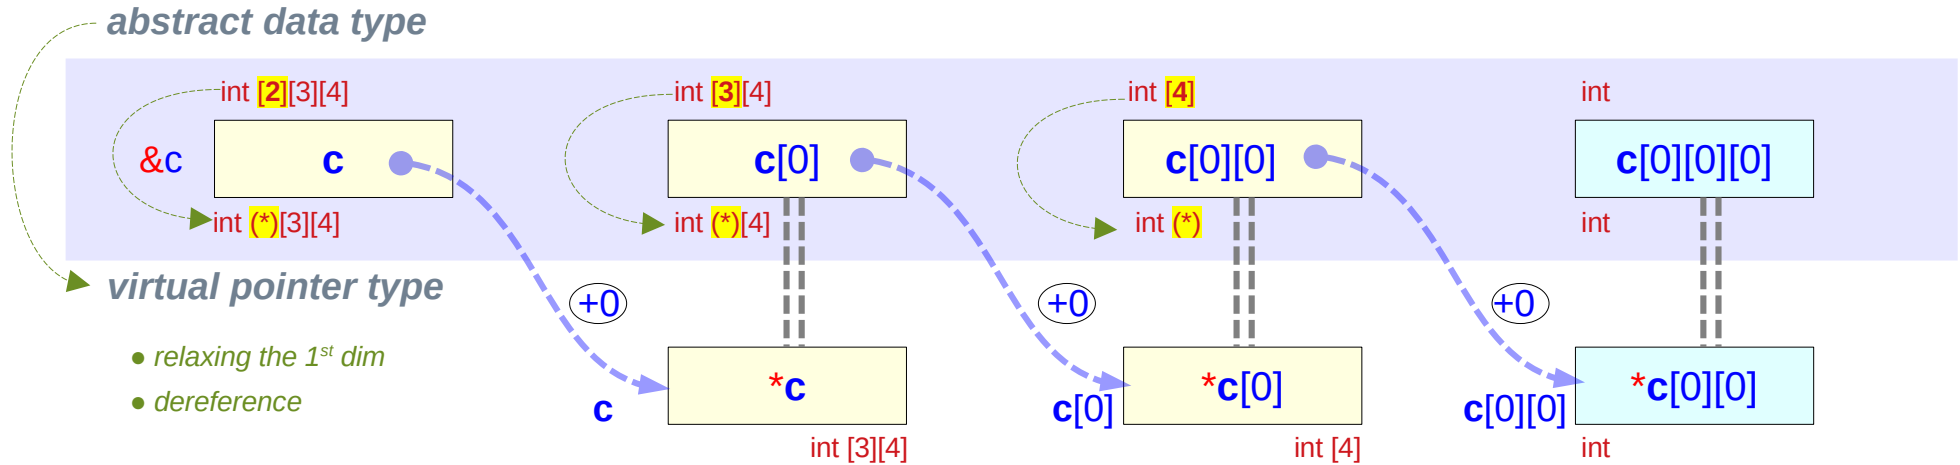 abstract data type
int [2][3][4] int [3][4] int [4] int
&c c c[0] c[0][0] c[0][0][0]
int (*)[3][4] int (*)[4] int (*) int
virtual pointer type
+0 +0 +0
● relaxing the 1st dim
● dereference
*c *c[0] *c[0][0]
c c[0] c[0][0]
int [3][4] int [4] int